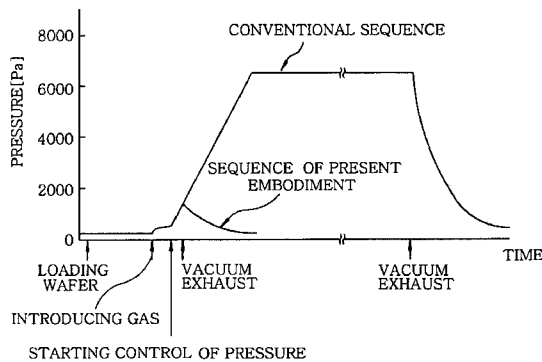 8000
6000
4000
2000
0
PRESSURE[Pa]
CONVENTIONAL SEQUENCE
SEQUENCE OF PRESENT
EMBODIMENT
TIME
LOADING
WAFER
VACUUM
EXHAUST
VACUUM
EXHAUST
INTRODUCING GAS
STARTING CONTROL OF PRESSURE